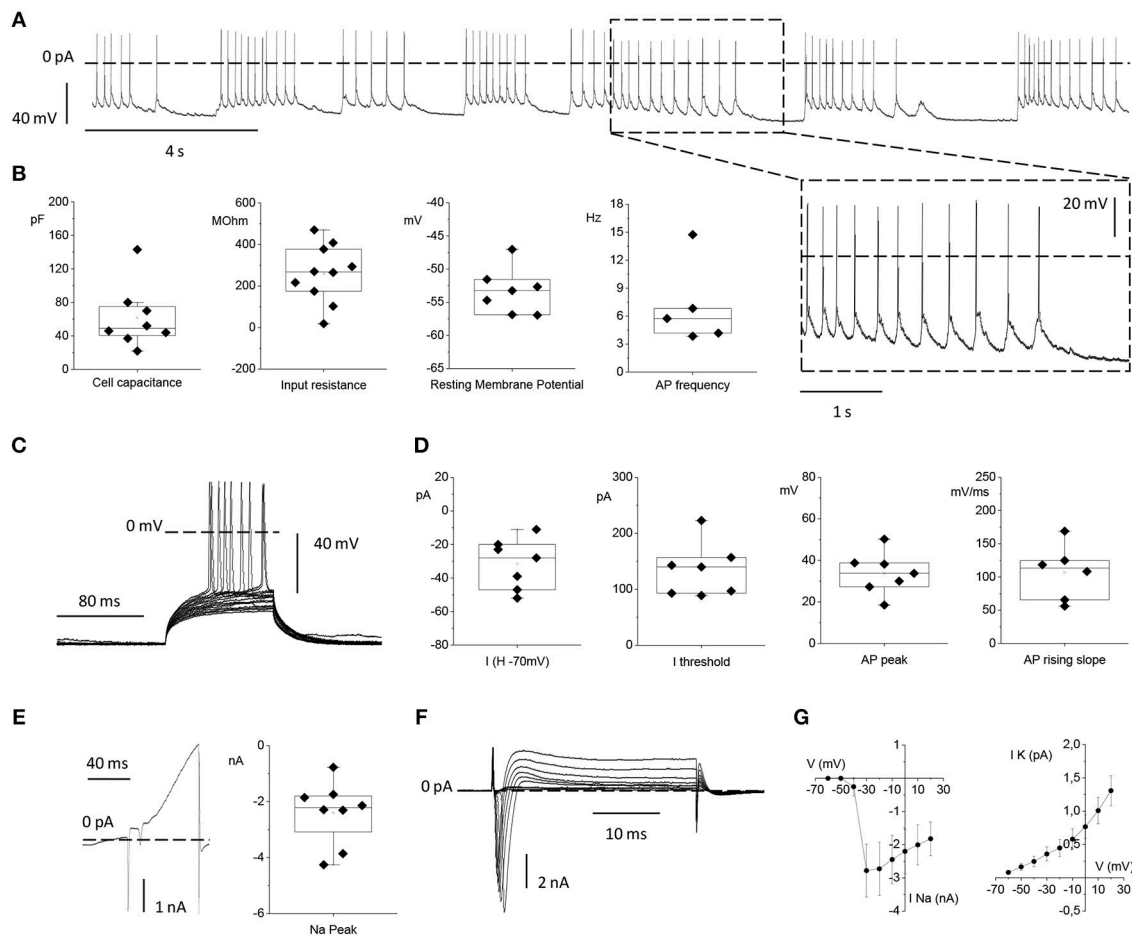 A
0 pA
40 mV
4 s
20 mV
1 s
B
pF
200
160
120
80
40
0
Cell capacitance
MOhm
600
400
200
0
-200
Input resistance
mV
-40
-45
-50
-55
-60
-65
Resting Membrane Potential
Hz
18
15
12
9
6
3
AP frequency
C
0 mV
40 mV
80 ms
D
pA
20
0
-20
-40
-60
-80
I (H -70mV)
pA
300
200
100
0
I threshold
mV
80
60
40
20
0
AP peak
mV/ms
250
200
150
100
50
0
AP rising slope
E
40 ms
0 pA
1 nA
nA
0
-2
-4
-6
Na Peak
F
0 pA
10 ms
2 nA
G
V (mV)
-70 -50 -30 -10 10 30
1
0
-1
-2
-3
-4
I Na (nA)
I K (pA)
2,0
1,5
1,0
0,5
V (mV)
-70 -50 -30 -10 10 30
-0,5